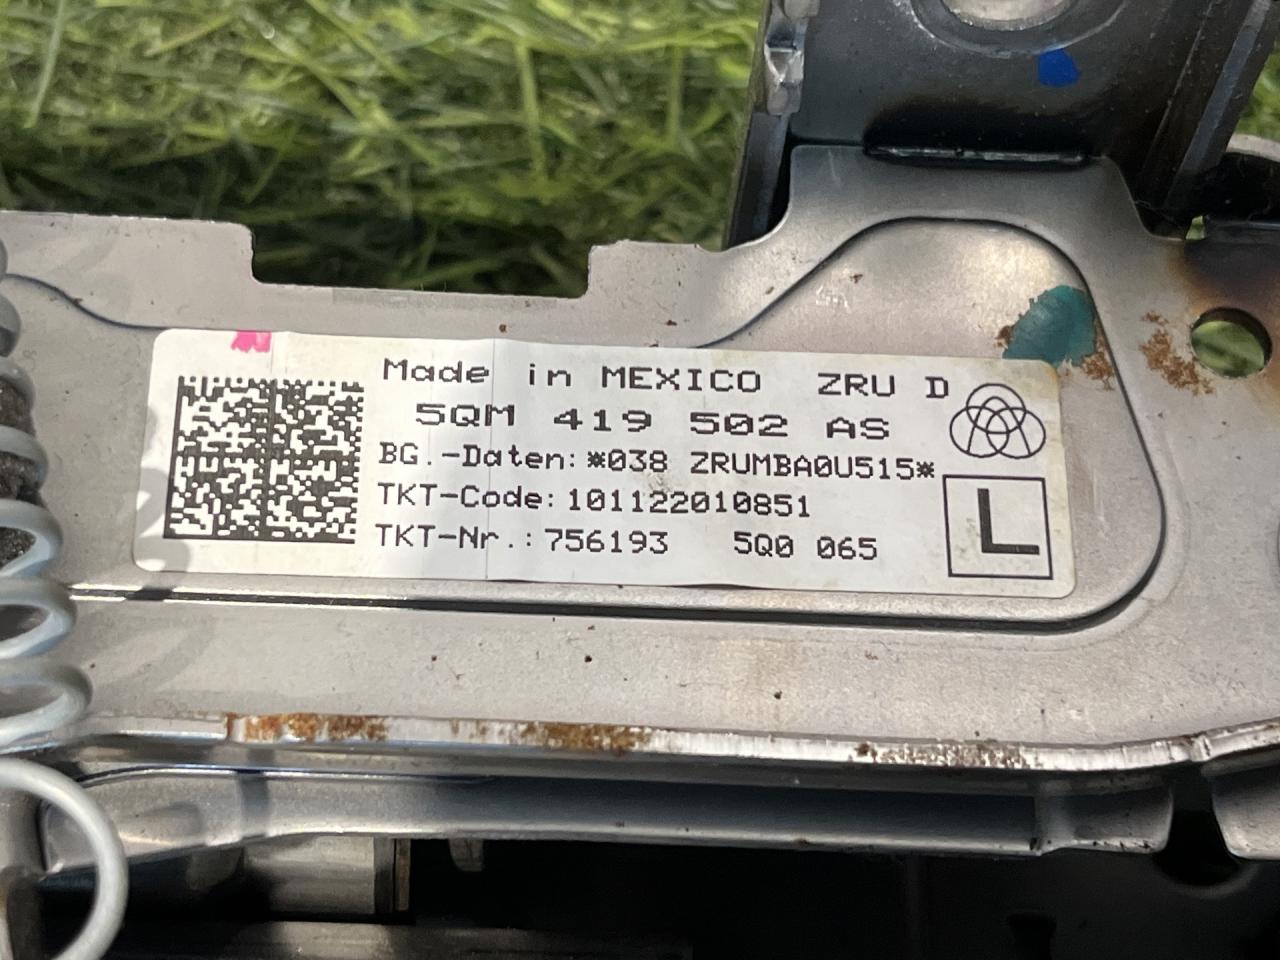 Made in MEXICO ZRU D
5QM 419 502 AS
BG.-Daten: *038 ZRUMBA0U515*
TKT-Code: 101122010851
TKT-Nr.: 756193 5Q0 065
L